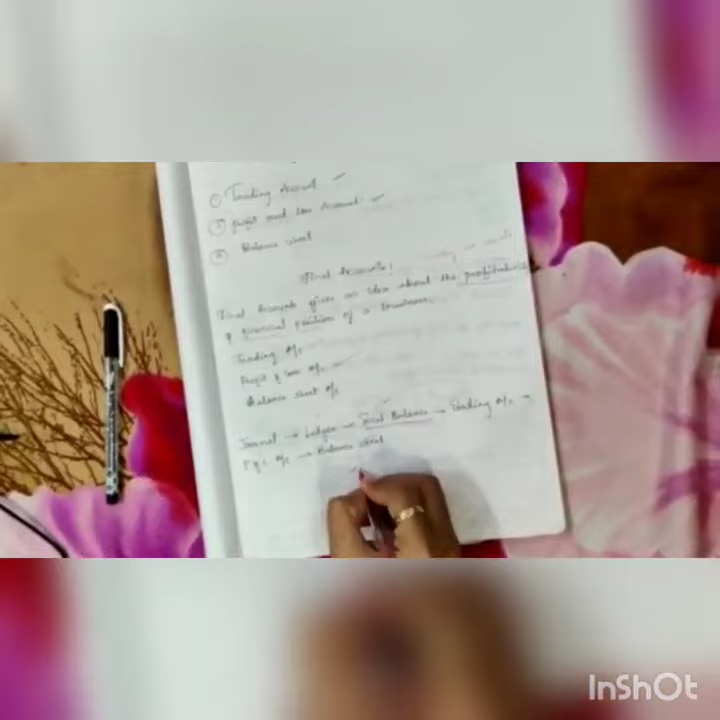 ① Trading Account
② Profit and Loss Account
③ Balance sheet
Final Accounts:
Final Accounts gives an idea about the profitability
& financial position of a business.
Trading A/c
Profit & loss A/c
Balance sheet A/c
Journal → Ledger → Trial Balance → Trading A/c →
P & L A/c → Balance sheet
InShOt